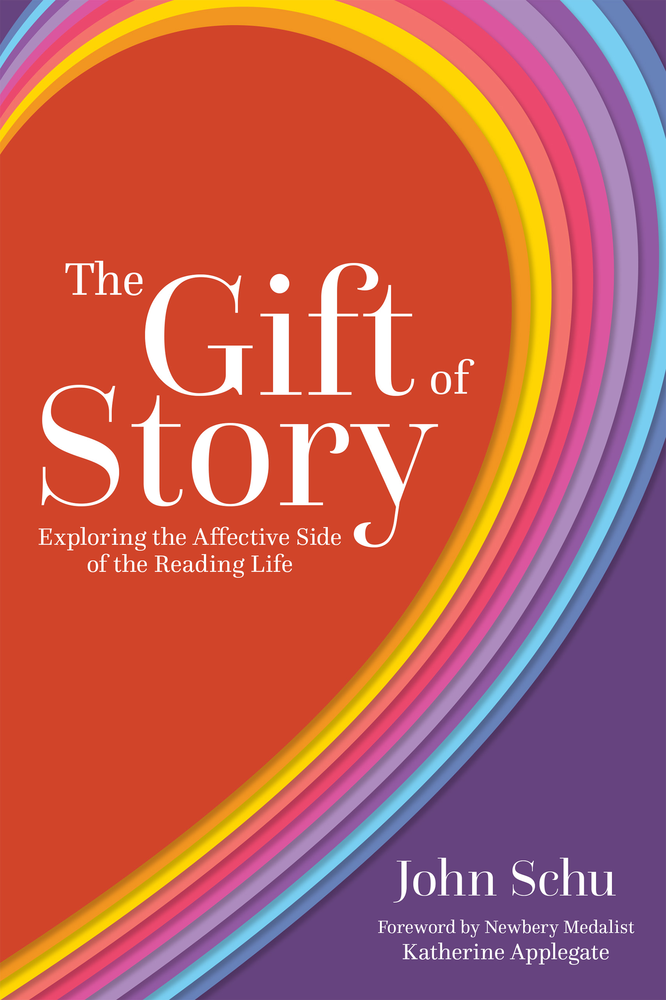 The Gift of
Story
Exploring the Affective Side
of the Reading Life
John Schu
Foreword by Newbery Medalist
Katherine Applegate